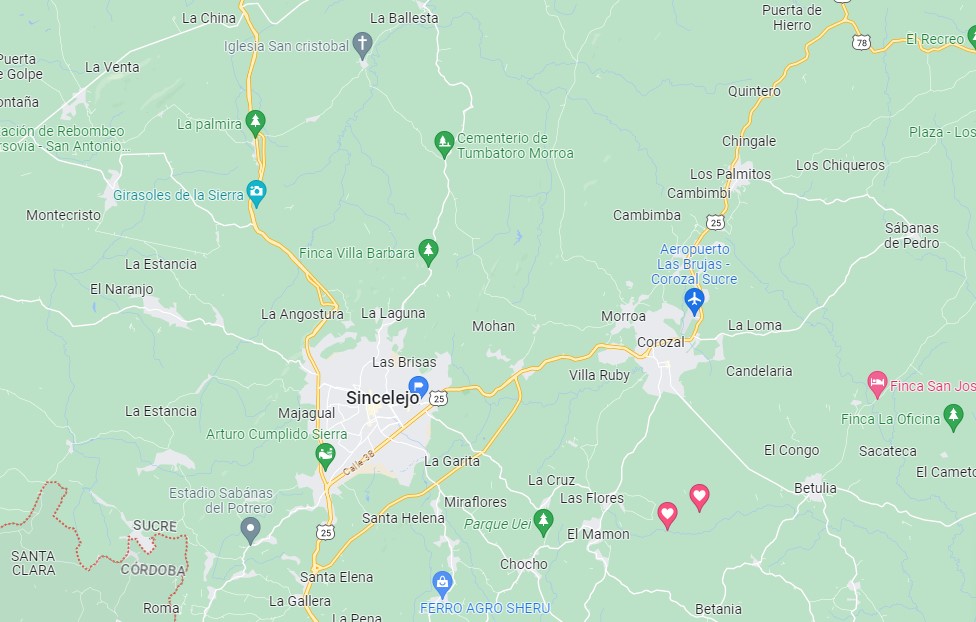 La China
La Ballesta
Puerta de
Hierro
Iglesia San cristobal
78
El Recreo
Puerta
e Golpe
La Venta
Quintero
ontaña
La palmira
ación de Rebombeo
rsovia - San Antonio...
Cementerio de
Tumbatoro Morroa
Chingale
Plaza - Los
Los Chiqueros
Los Palmitos
Cambimbi
Girasoles de la Sierra
Montecristo
Cambimba
25
Sábanas
de Pedro
Finca Villa Barbara
Aeropuerto
Las Brujas -
Corozal Sucre
La Estancia
El Naranjo
La Angostura
La Laguna
Mohan
Morroa
La Loma
Corozal
Las Brisas
Villa Ruby
Candelaria
Finca San Jos
Sincelejo
25
La Estancia
Majagual
Finca La Oficina
Arturo Cumplido Sierra
Calle 38
La Garita
El Congo
Sacateca
El Cameto
La Cruz
Betulia
Estadio Sabánas
del Potrero
Miraflores
Las Flores
Santa Helena
Parque Uei
SUCRE
25
El Mamon
SANTA
CLARA
CÓRDOBA
Chocho
Santa Elena
La Gallera
Roma
FERRO AGRO SHERU
Betania
La Pena